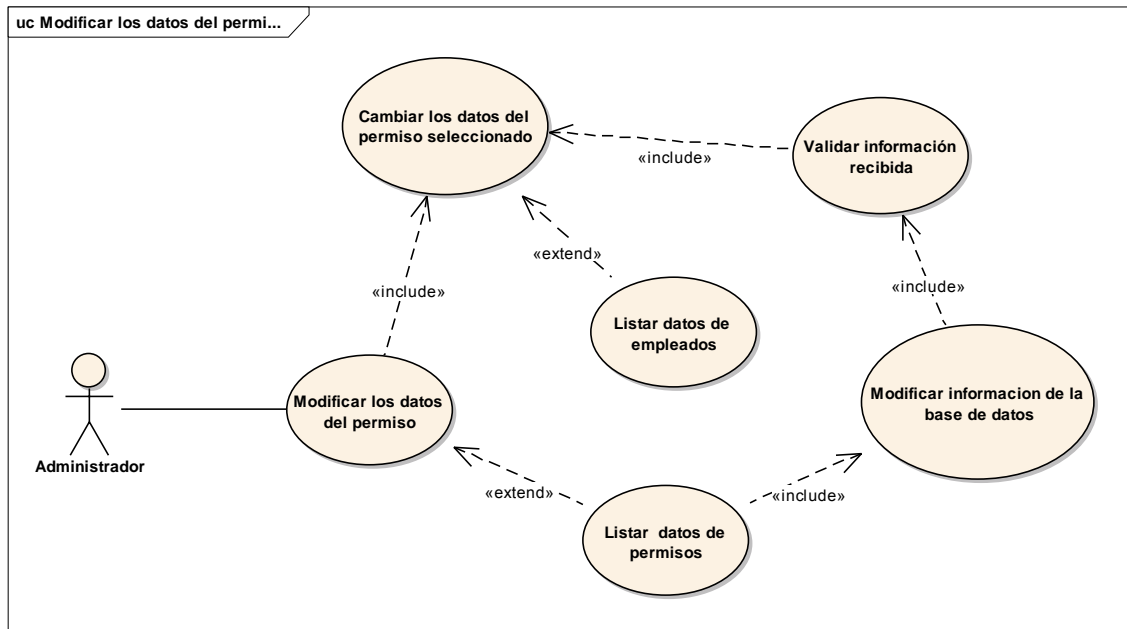 uc Modificar los datos del permi...
Cambiar los datos del
permiso seleccionado
Validar información
recibida
«include»
«extend»
«include»
«include»
Listar datos de
empleados
Modificar los datos
del permiso
Modificar informacion de la
base de datos
Administrador
«extend»
«include»
Listar  datos de
permisos